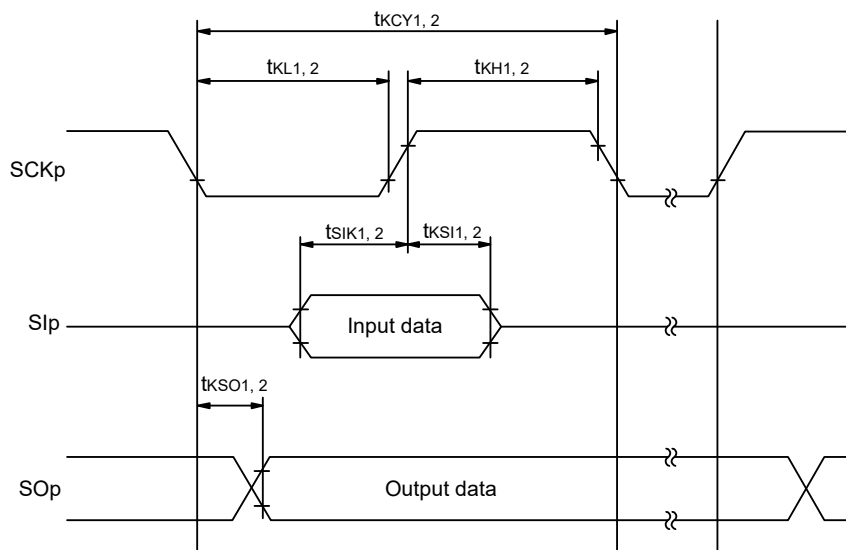 tKCY1, 2
tKL1, 2
tKH1, 2
SCKp
tSIK1, 2
tKSI1, 2
SIp
Input data
tKSO1, 2
SOp
Output data